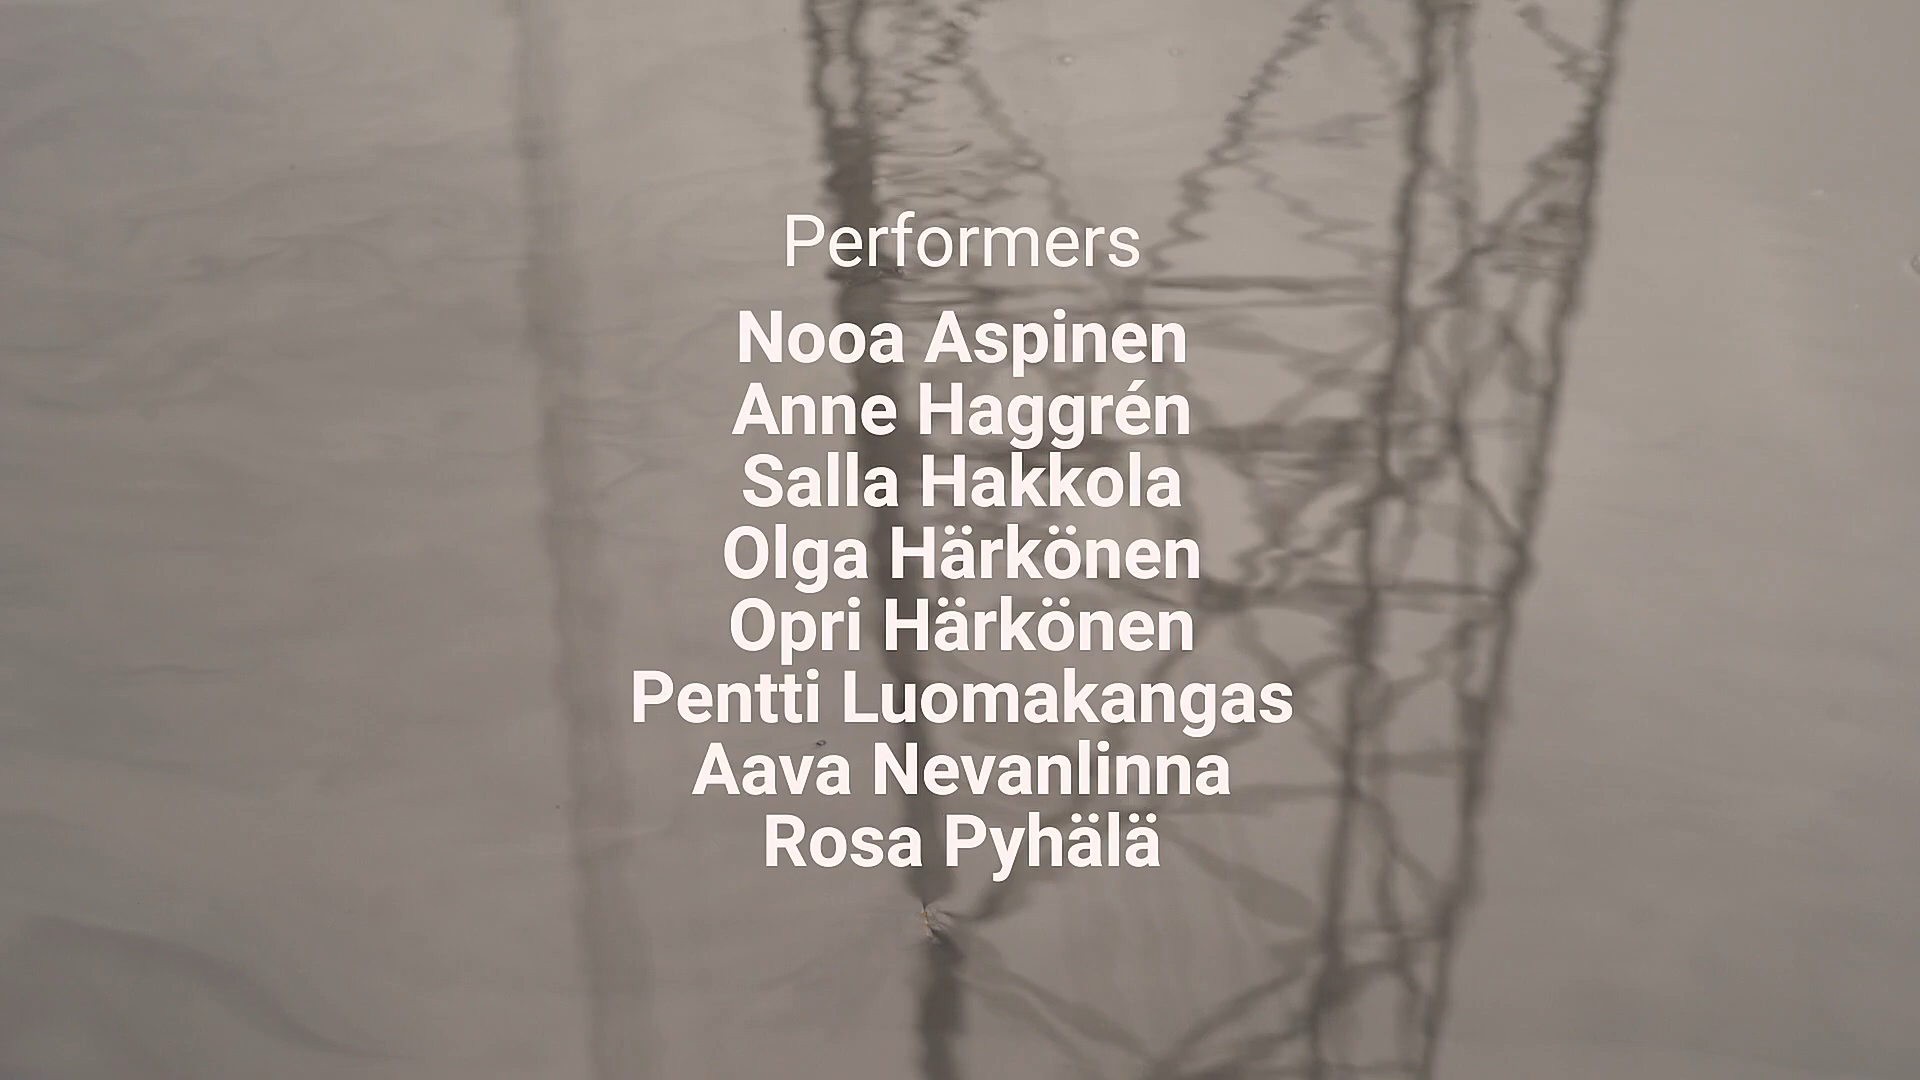 Performers
Nooa Aspinen
Anne Haggrén
Salla Hakkola
Olga Härkönen
Opri Härkönen
Pentti Luomakangas
Aava Nevanlinna
Rosa Pyhälä